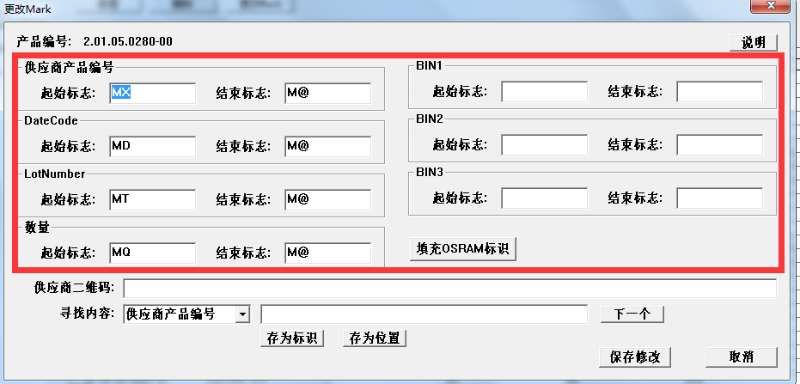 更改Mark
产品编号: 2.01.05.0280-00
说明
供应商产品编号
起始标志: MX 结束标志: M@
DateCode
起始标志: MD 结束标志: M@
LotNumber
起始标志: MT 结束标志: M@
数量
起始标志: MQ 结束标志: M@
BIN1
起始标志: 结束标志:
BIN2
起始标志: 结束标志:
BIN3
起始标志: 结束标志:
填充OSRAM标识
供应商二维码:
寻找内容: 供应商产品编号 下一个
存为标识 存为位置
保存修改 取消